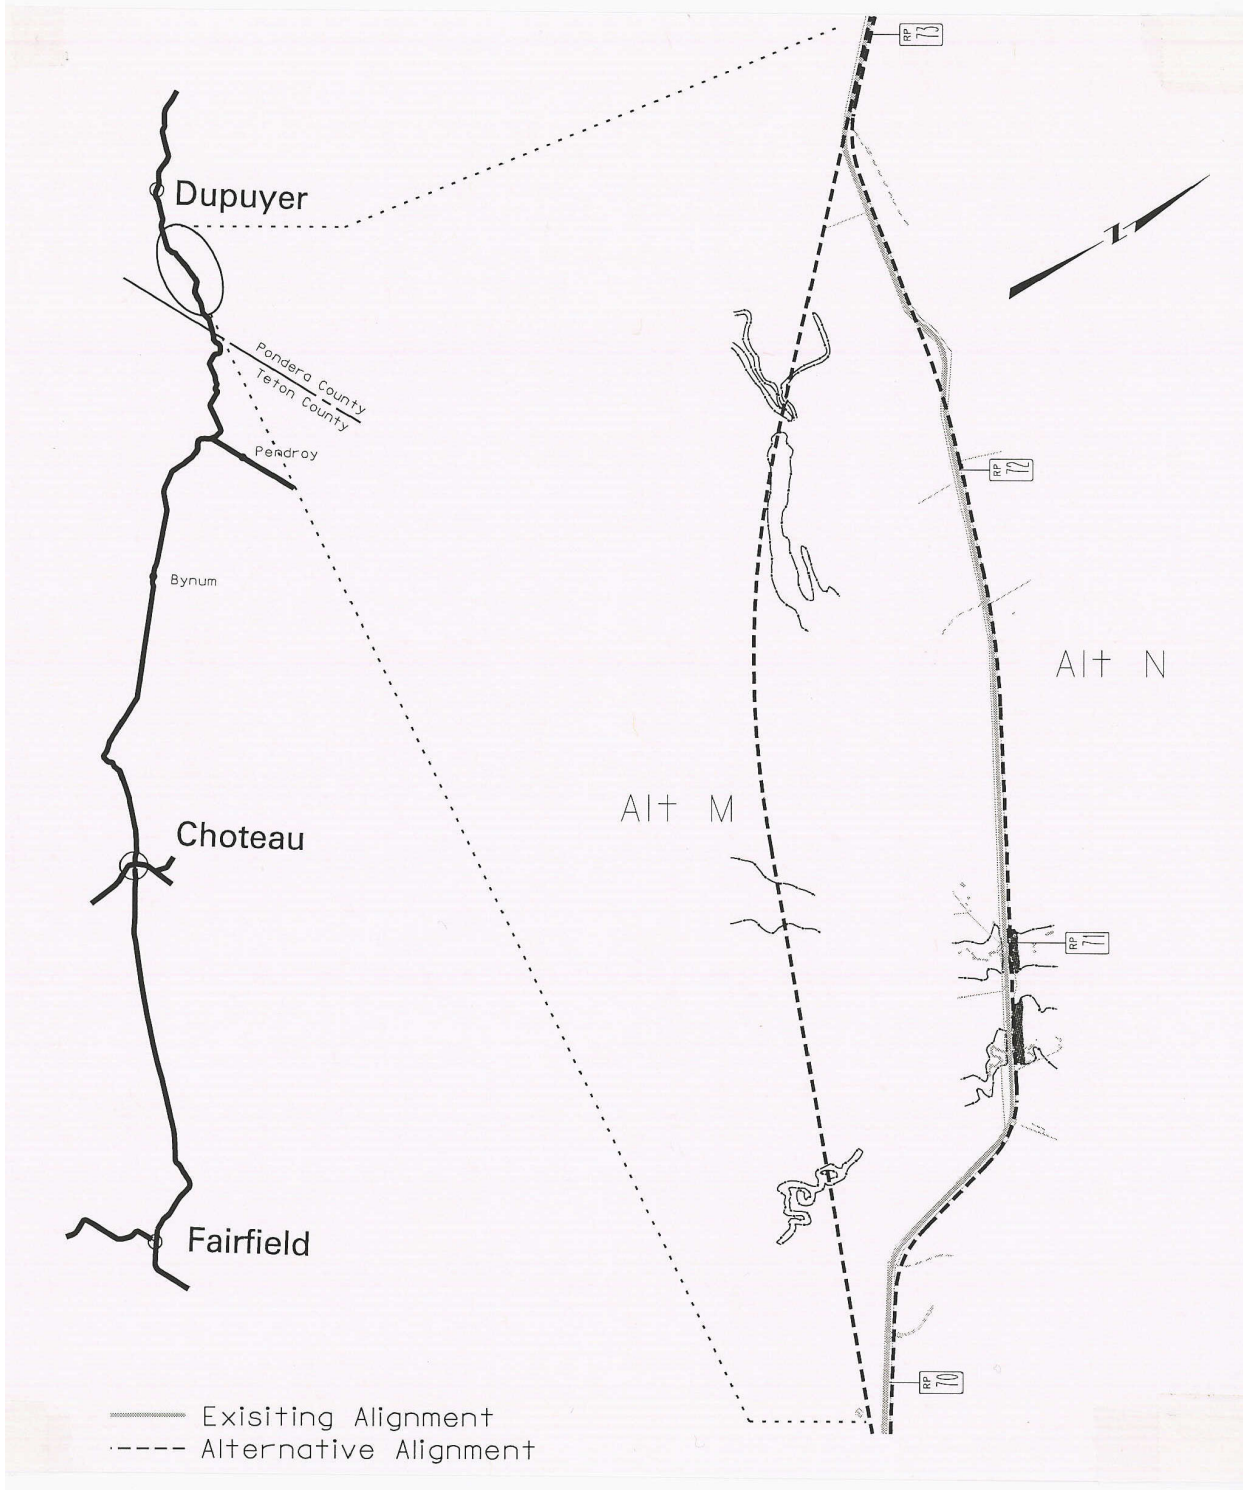 RP 73
Dupuyer
N
Pondera County
Teton County
Pendroy
RP 72
Bynum
Alt N
Alt M
Choteau
RP 71
Fairfield
RP 70
Exisiting Alignment
Alternative Alignment